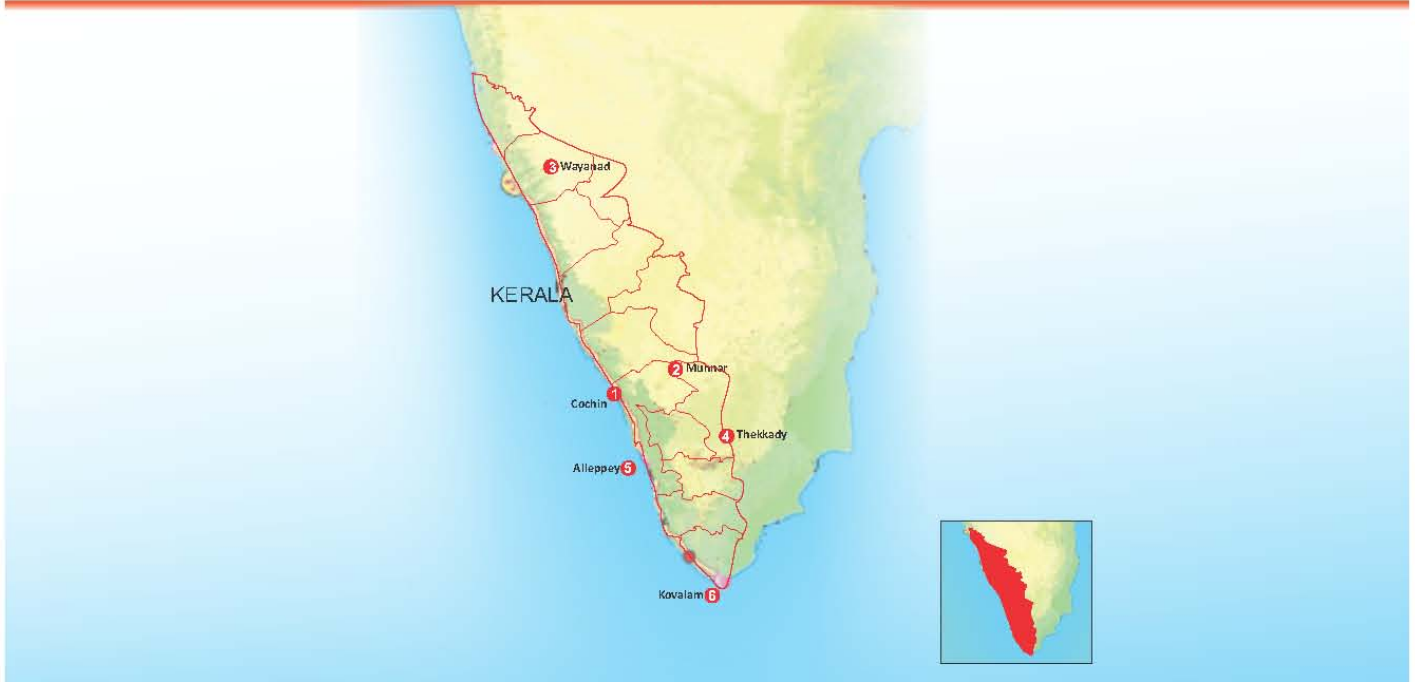 3 Wayanad
KERALA
2 Munnar
1
Cochin
4 Thekkady
Alleppey 5
Kovalam 6